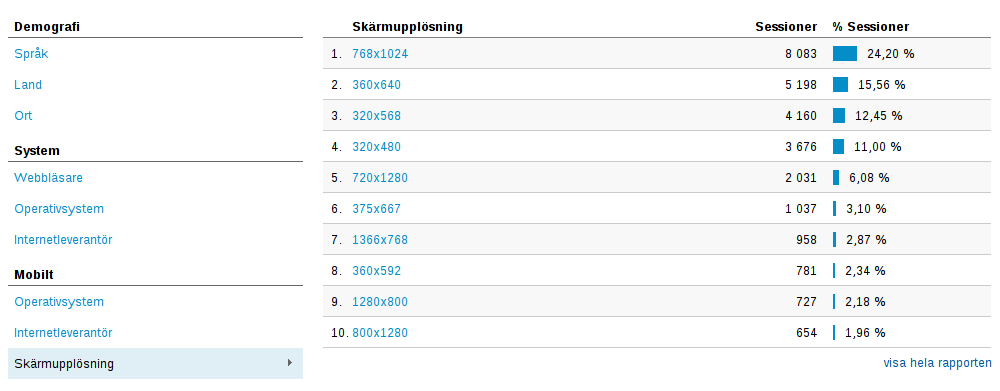 Demografi
Språk
Land
Ort
System
Webbläsare
Operativsystem
Internetleverantör
Mobilt
Operativsystem
Internetleverantör
Skärmupplösning
Skärmupplösning Sessioner % Sessioner
1. 768x1024 8 083 24,20 %
2. 360x640 5 198 15,56 %
3. 320x568 4 160 12,45 %
4. 320x480 3 676 11,00 %
5. 720x1280 2 031 6,08 %
6. 375x667 1 037 3,10 %
7. 1366x768 958 2,87 %
8. 360x592 781 2,34 %
9. 1280x800 727 2,18 %
10. 800x1280 654 1,96 %
visa hela rapporten